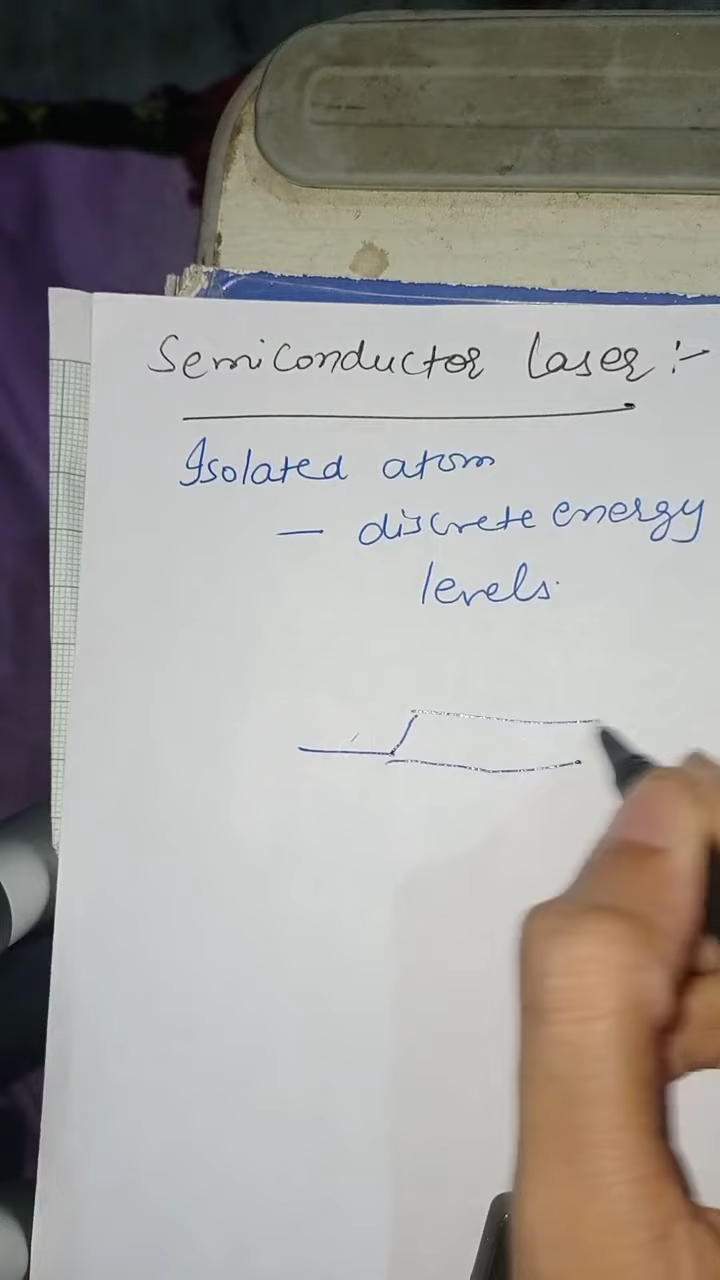 Semiconductor laser :-
Isolated atom
— discrete energy
levels.